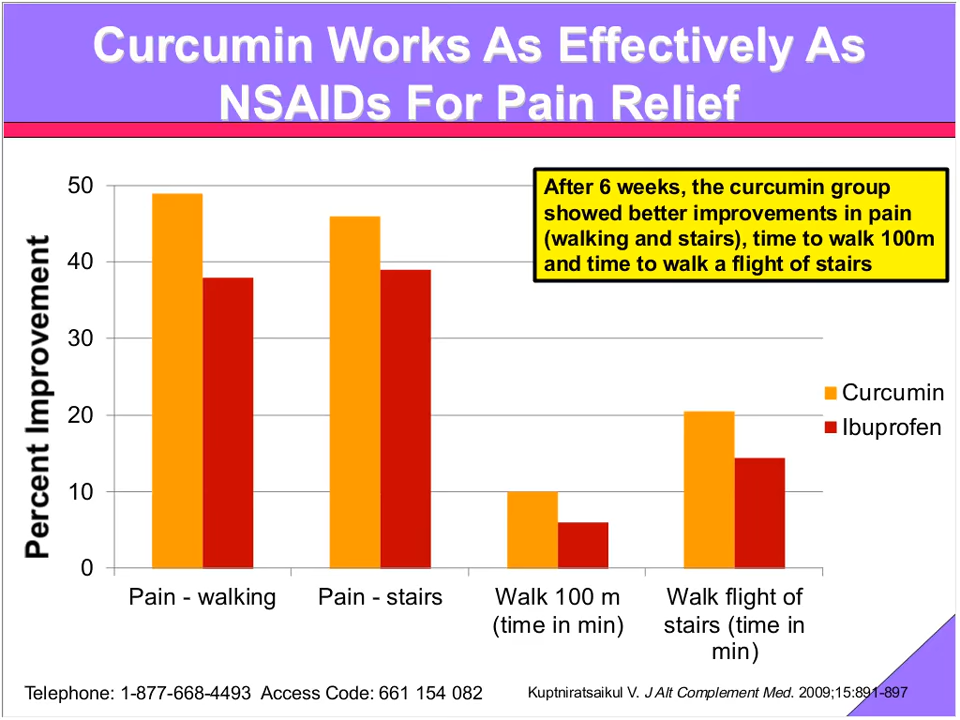 Curcumin Works As Effectively As
NSAIDs For Pain Relief
After 6 weeks, the curcumin group
showed better improvements in pain
(walking and stairs), time to walk 100m
and time to walk a flight of stairs
Percent Improvement
50
40
30
20
10
0
Curcumin
Ibuprofen
Pain - walking
Pain - stairs
Walk 100 m
(time in min)
Walk flight of
stairs (time in
min)
Telephone: 1-877-668-4493 Access Code: 661 154 082
Kuptniratsaikul V. J Alt Complement Med. 2009;15:891-897